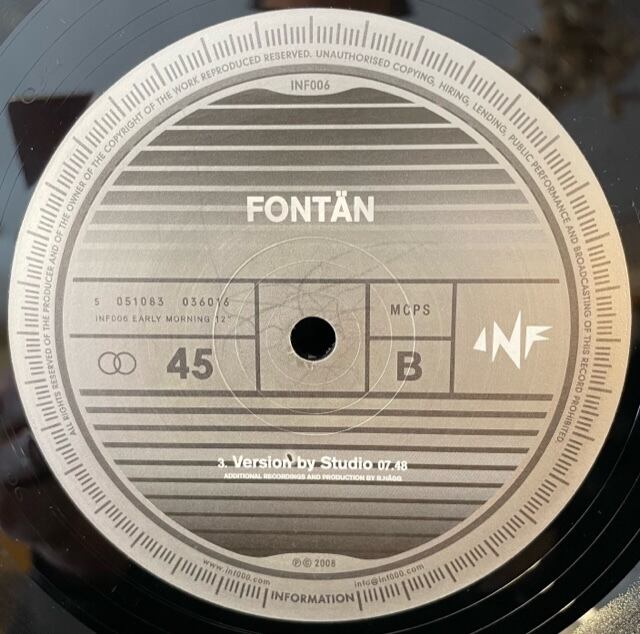 ALL RIGHTS RESERVED OF THE PRODUCER AND OF THE OWNER OF THE COPYRIGHT OF THE WORK REPRODUCED RESERVED. UNAUTHORISED COPYING, HIRING, LENDING, PUBLIC PERFORMANCE AND BROADCASTING OF THIS RECORD PROHIBITED
INF006
FONTÄN
5 051083 036016
INF006 EARLY MORNING 12"
MCPS
INF
45
B
3. Version by Studio 07.48
ADDITIONAL RECORDINGS AND PRODUCTION BY R.HÄGG.
℗ © 2008
www.inf000.com
INFORMATION
info@inf000.com